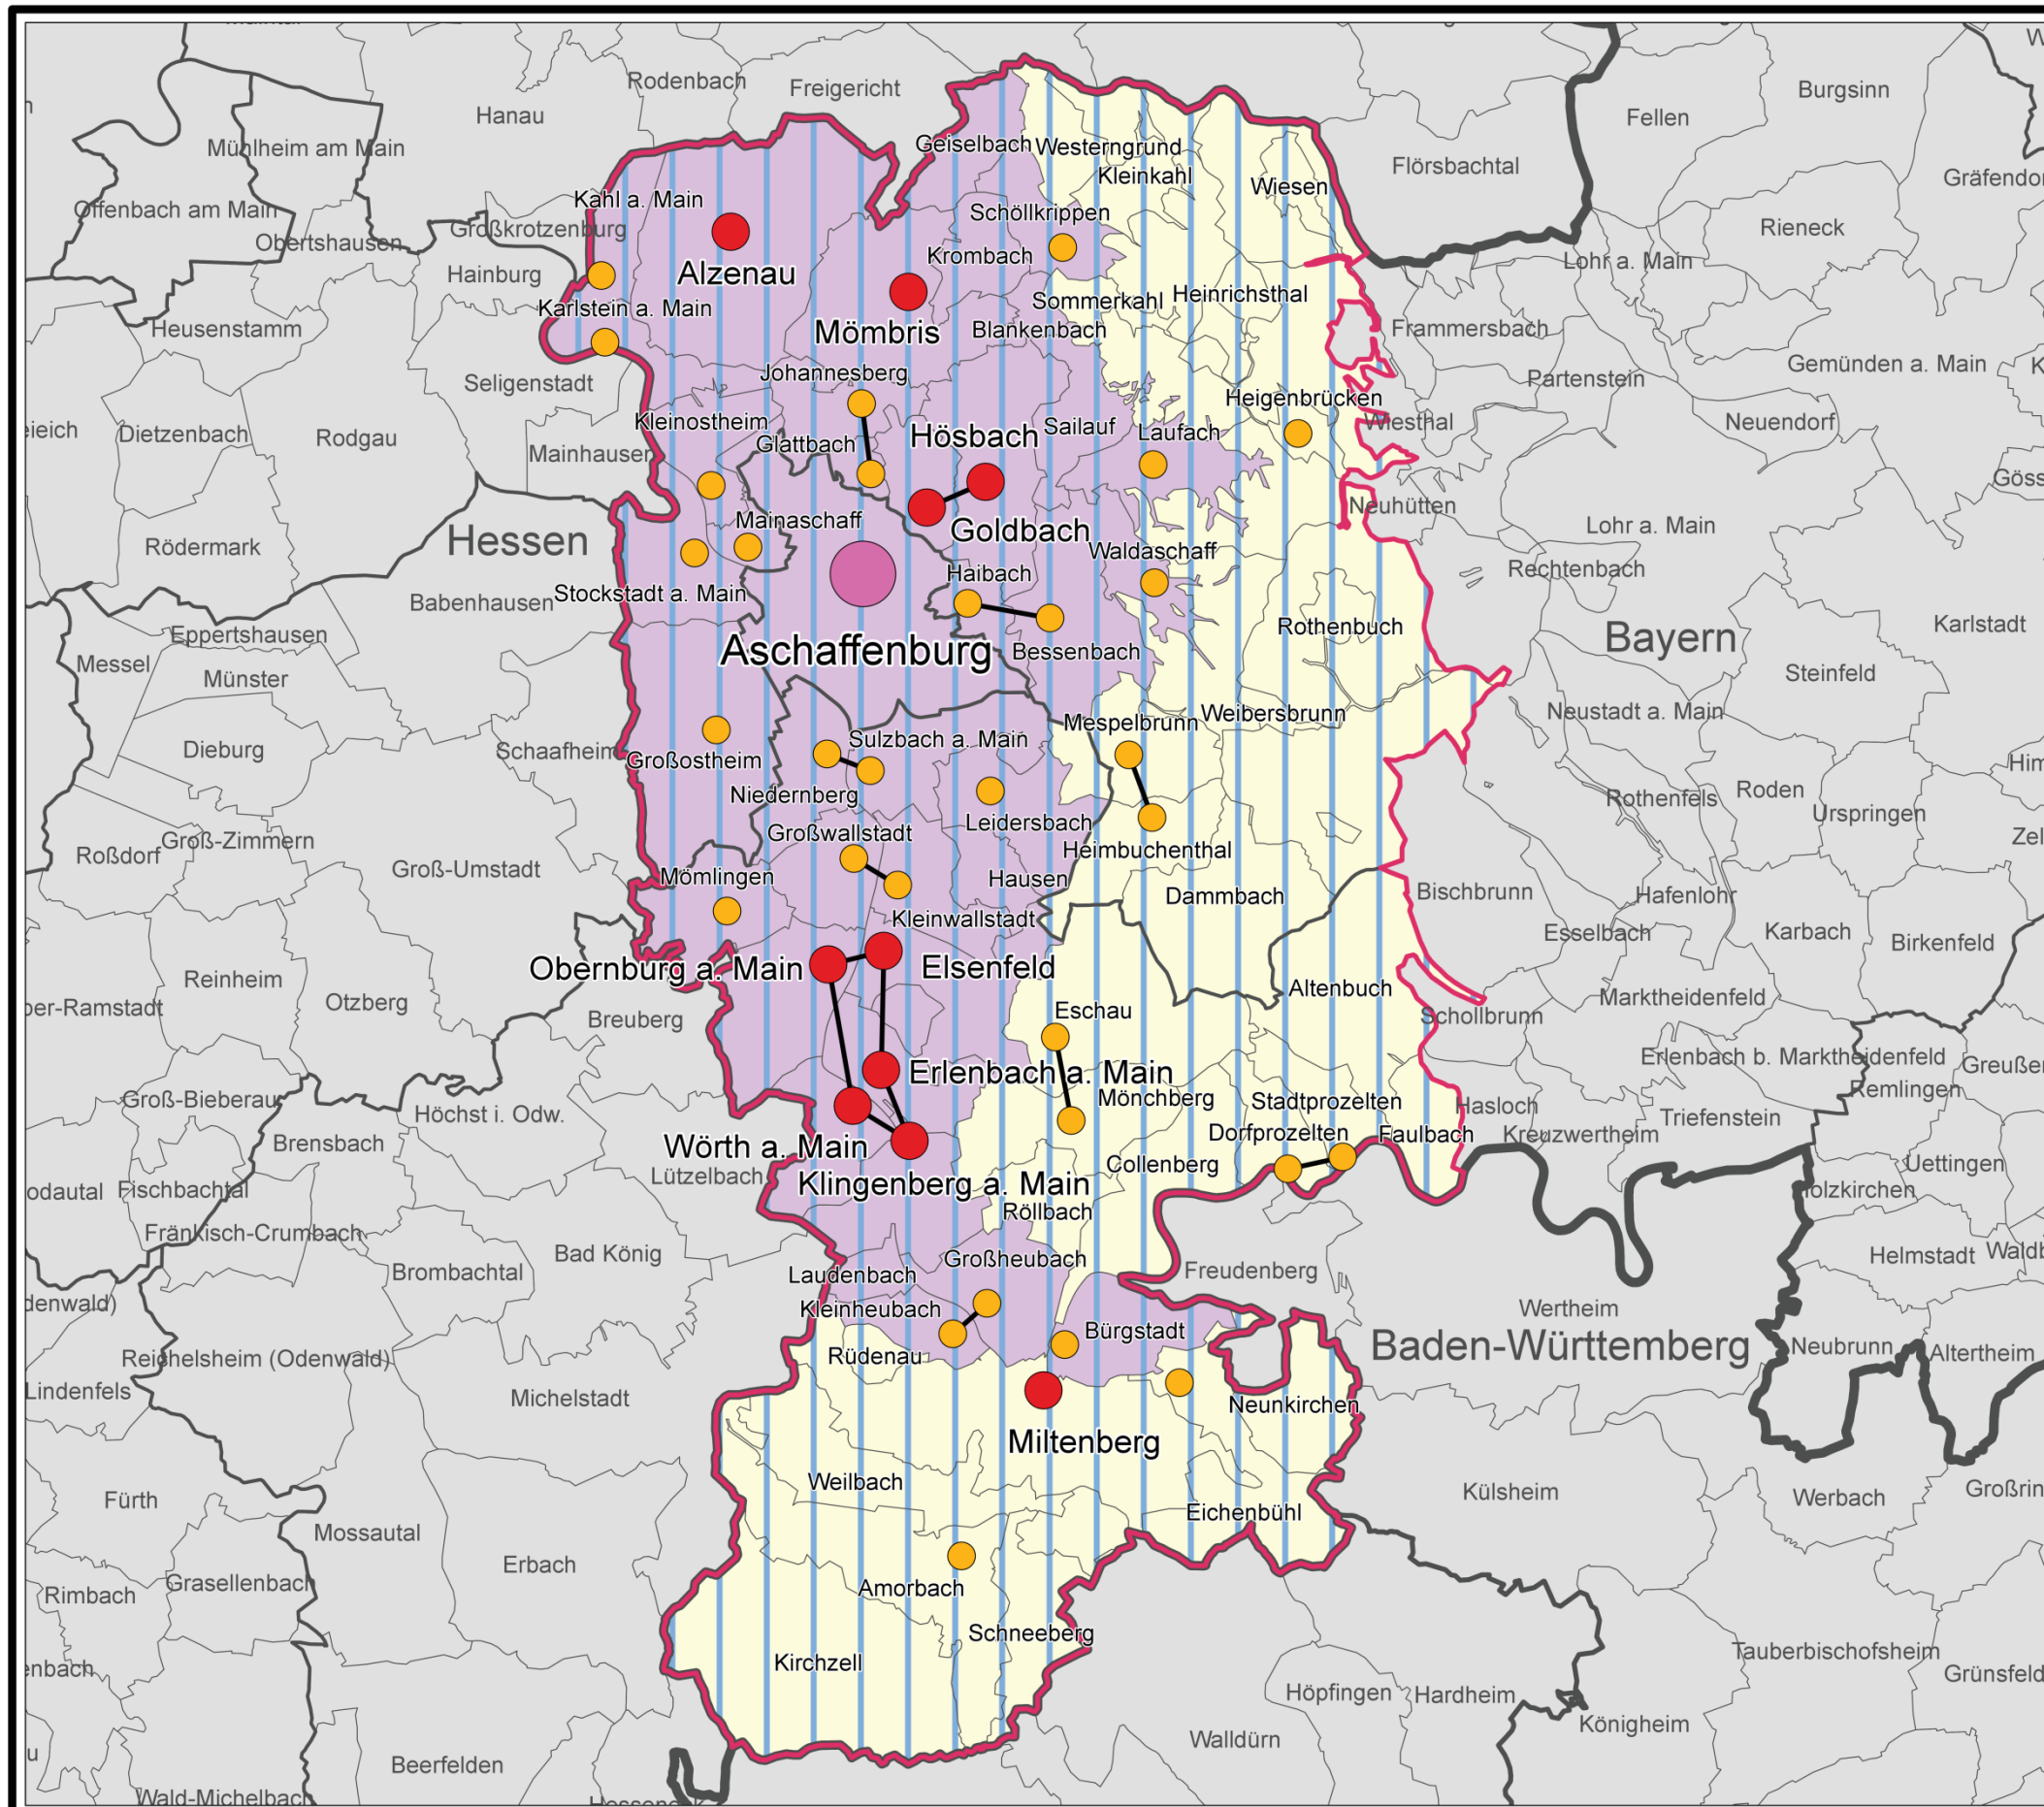 Rodenbach
Freigericht
Hanau
Burgsinn
Fellen
Mühlheim am Main
Geiselbach
Westerngrund
Kleinkahl
Wiesen
Flörsbachtal
Kahl a. Main
Offenbach am Main
Obertshausen
Großkrotzenburg
Schöllkrippen
Rieneck
Hainburg
Alzenau
Krombach
Lohr a. Main
Karlstein a. Main
Sommerkahl
Heinrichsthal
Heusenstamm
Mömbris
Blankenbach
Frammersbach
Gemünden a. Main
Seligenstadt
Johannesberg
Partenstein
Heigenbrücken
Dietzenbach
Rodgau
Kleinostheim
Glattbach
Hösbach
Sailauf
Laufach
Wiesthal
Neuendorf
Mainhausen
Neuhütten
Hessen
Mainaschaff
Goldbach
Lohr a. Main
Rödermark
Waldaschaff
Haibach
Rechtenbach
Babenhausen
Stockstadt a. Main
Eppertshausen
Messel
Münster
Aschaffenburg
Bessenbach
Rothenbuch
Bayern
Karlstadt
Steinfeld
Dieburg
Schaafheim
Großostheim
Sulzbach a. Main
Mespelbrunn
Weibersbrunn
Neustadt a. Main
Niedernberg
Leidersbach
Rothenfels
Roden
Urspringen
Roßdorf
Groß-Zimmern
Groß-Umstadt
Großwallstadt
Heimbuchenthal
Mömlingen
Hausen
Dammbach
Bischbrunn
Hafenlohr
Kleinwallstadt
Esselbach
Karbach
Birkenfeld
Reinheim
Otzberg
Obernburg a. Main
Elsenfeld
Altenbuch
Marktheidenfeld
Breuberg
Eschau
Schollbrunn
Erlenbach b. Marktheidenfeld
Erlenbach a. Main
Remlingen
Groß-Bieberau
Höchst i. Odw.
Mönchberg
Stadtprozelten
Hasloch
Triefenstein
Brensbach
Wörth a. Main
Dorfprozelten
Faulbach
Kreuzwertheim
Lützelbach
Collenberg
Uettingen
Fischbachtal
Klingenberg a. Main
Röllbach
Fränkisch-Crumbach
Bad König
Brombachtal
Großheubach
Laudenbach
Freudenberg
Helmstadt
Kleinheubach
Wertheim
Bürgstadt
Baden-Württemberg
Neubrunn
Altertheim
Reichelsheim (Odenwald)
Rüdenau
Lindenfels
Michelstadt
Neunkirchen
Miltenberg
Weilbach
Fürth
Mossautal
Eichenbühl
Külsheim
Werbach
Erbach
Grasellenbach
Rimbach
Amorbach
Schneeberg
Kirchzell
Tauberbischofsheim
Höpfingen
Hardheim
Königheim
Walldürn
Beerfelden
Wald-Michelbach